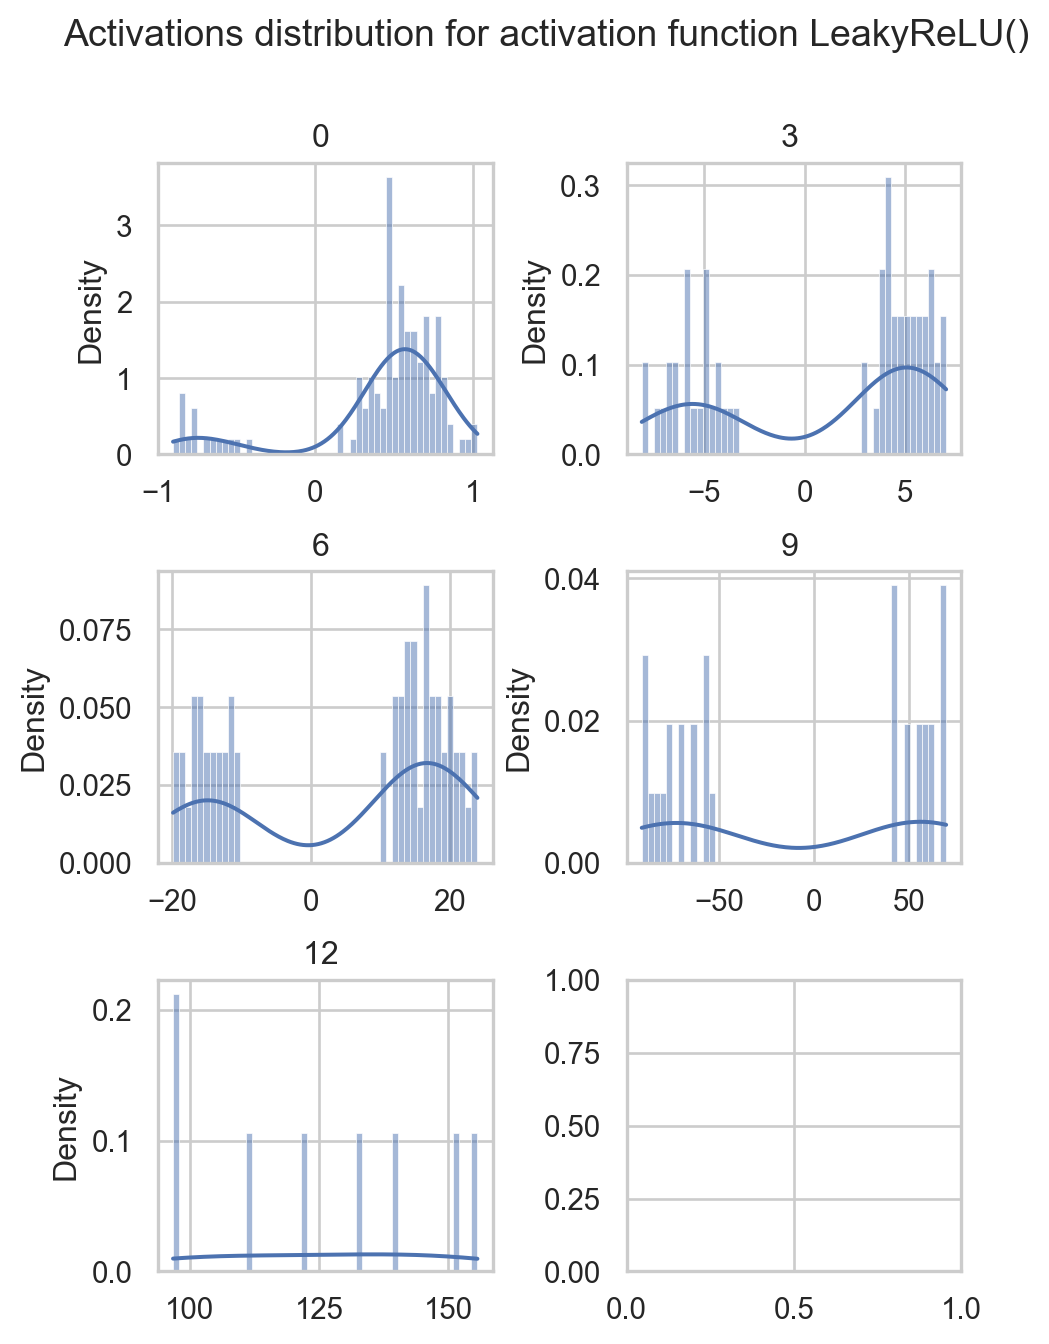 Activations distribution for activation function LeakyReLU()
0
Density
3
2
1
0
−1 0 1
3
Density
0.3
0.2
0.1
0.0
−5 0 5
6
Density
0.075
0.050
0.025
0.000
−20 0 20
9
Density
0.04
0.02
0.00
−50 0 50
12
Density
0.2
0.1
0.0
100 125 150
1.00
0.75
0.50
0.25
0.00
0.0 0.5 1.0